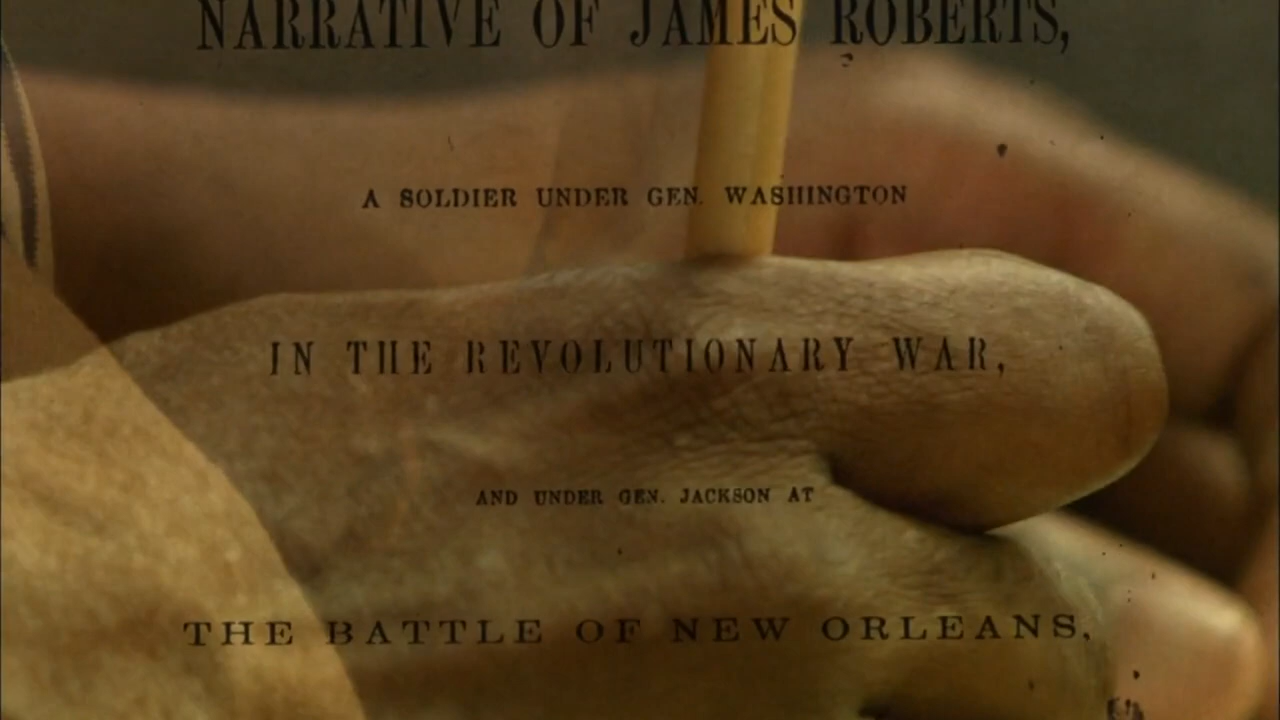 NARRATIVE OF JAMES ROBERTS,
A SOLDIER UNDER GEN. WASHINGTON
IN THE REVOLUTIONARY WAR,
AND UNDER GEN. JACKSON AT
THE BATTLE OF NEW ORLEANS,